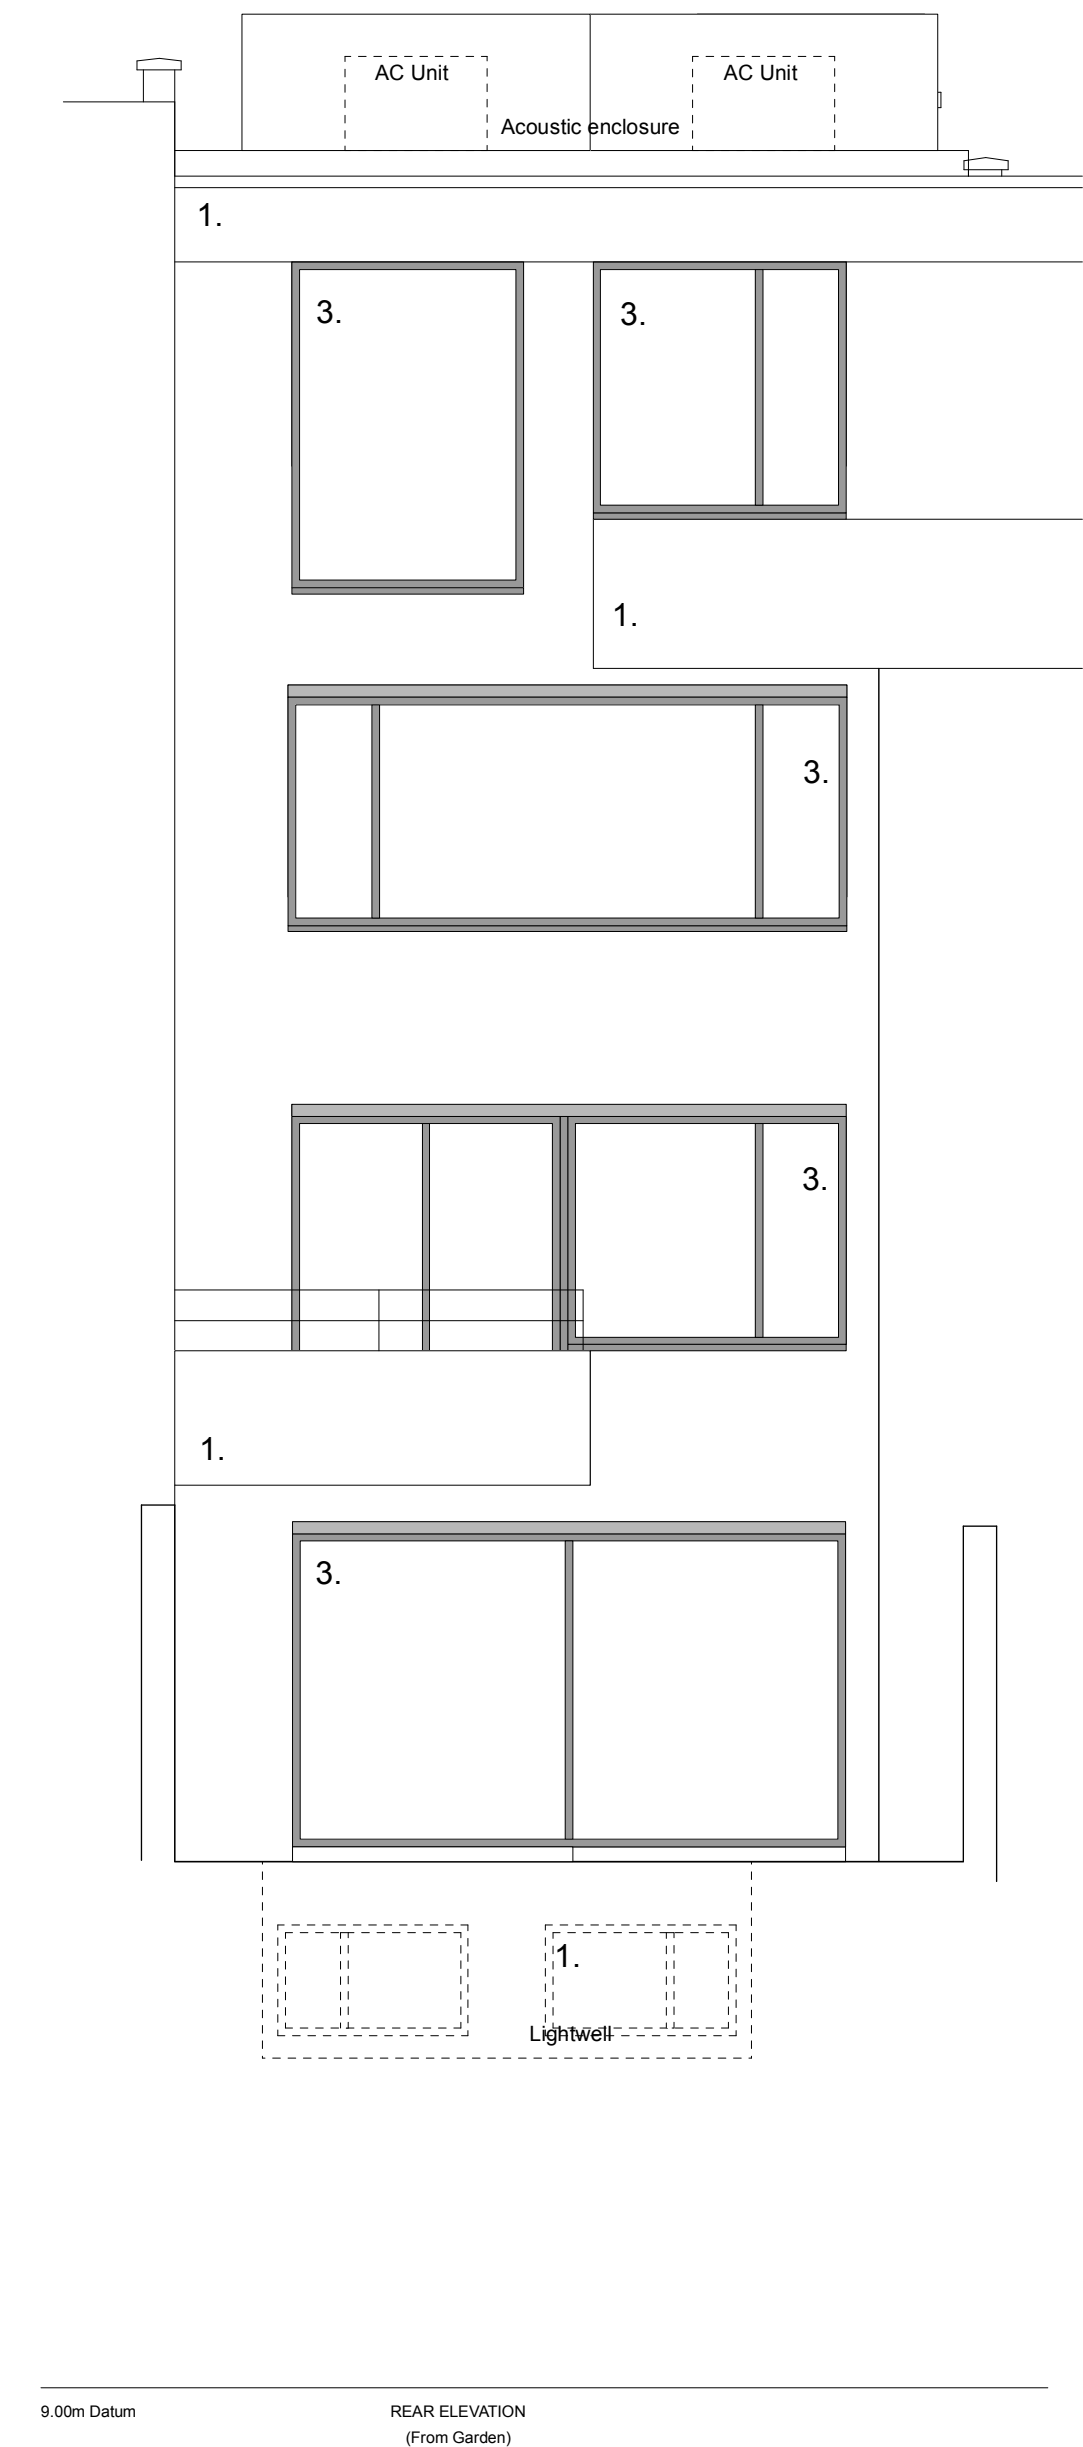 AC Unit
AC Unit
Acoustic enclosure
1.
3.
3.
1.
3.
3.
1.
3.
1.
Lightwell
9.00m Datum
REAR ELEVATION
(From Garden)